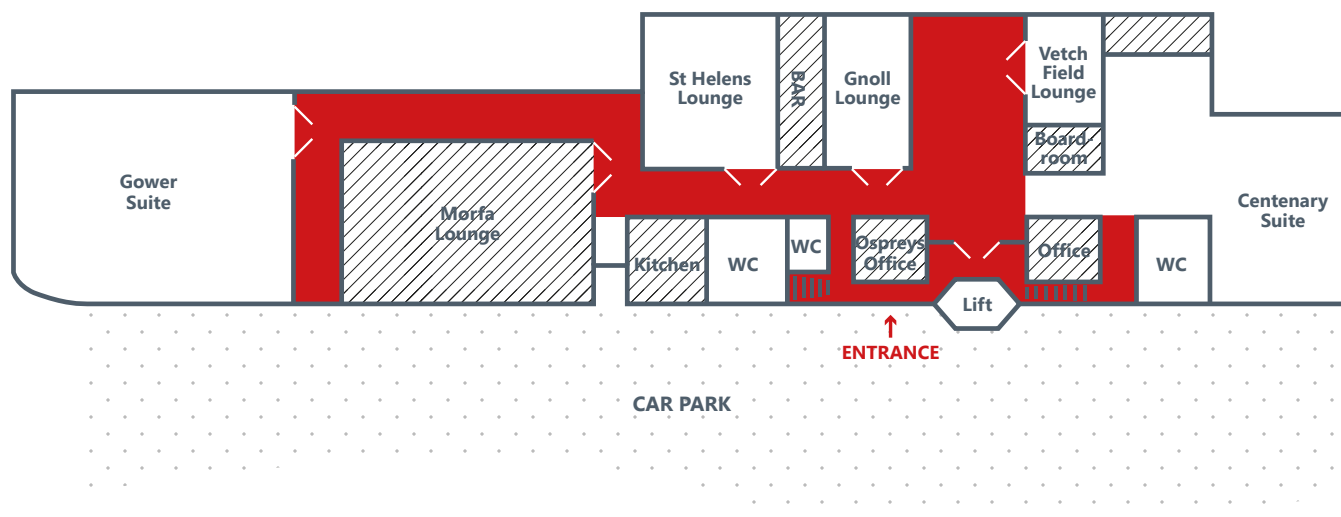 St Helens
Lounge
BAR
Gnoll
Lounge
Vetch
Field
Lounge
Board-
room
Gower
Suite
Mørfa
Lounge
Centenary
Suite
Kitchen
WC
WC
Ospreys
Office
Office
WC
Lift
ENTRANCE
CAR PARK